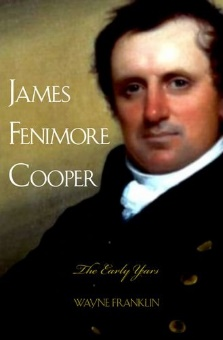 JAMES
FENIMORE
COOPER
The Early Years
WAYNE FRANKLIN